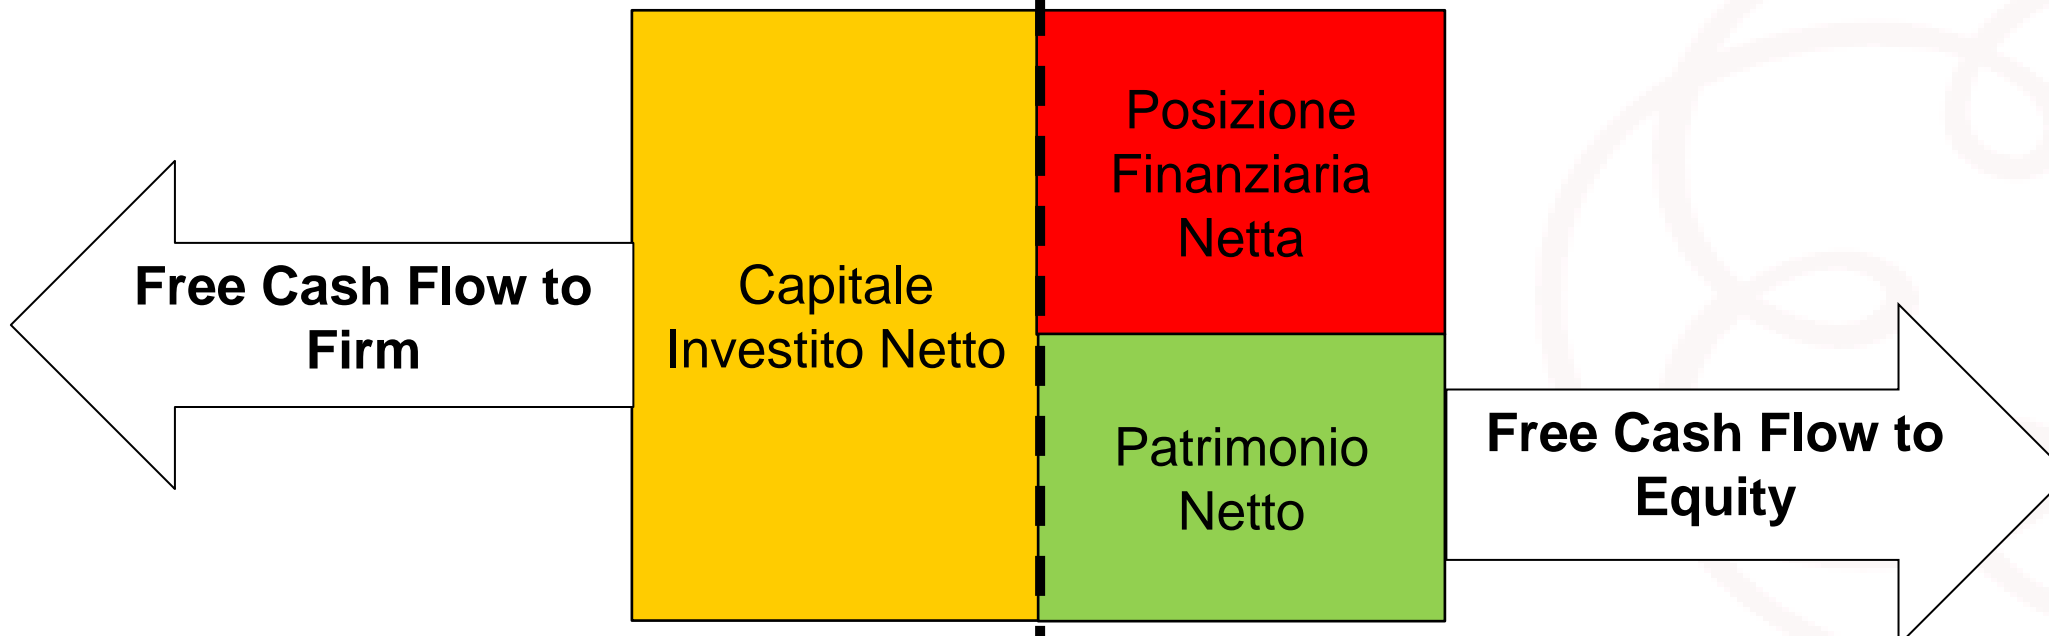 Free Cash Flow to
Firm
Capitale
Investito Netto
Posizione
Finanziaria
Netta
Patrimonio
Netto
Free Cash Flow to
Equity